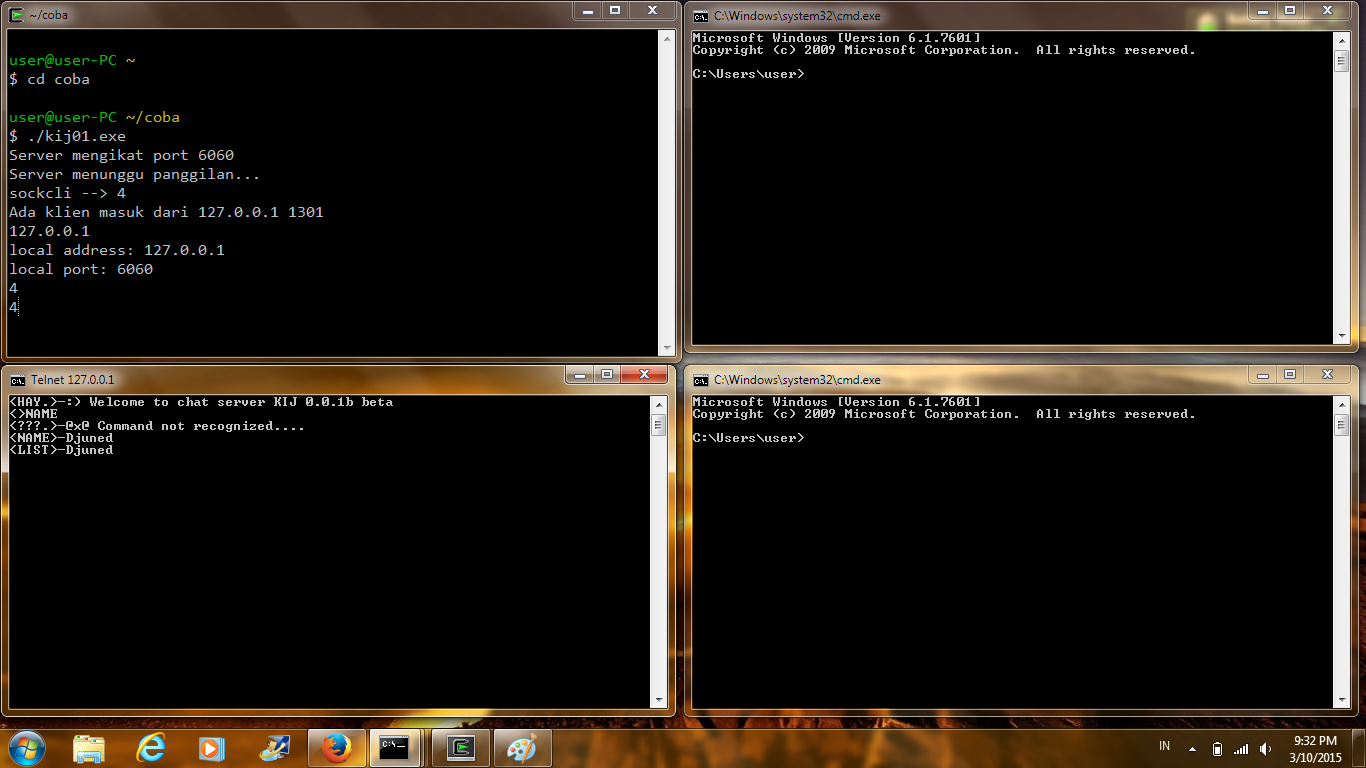 ~/coba
user@user-PC ~
$ cd coba
user@user-PC ~/coba
$ ./kij01.exe
Server mengikat port 6060
Server menunggu panggilan...
sockcli --> 4
Ada klien masuk dari 127.0.0.1 1301
127.0.0.1
local address: 127.0.0.1
local port: 6060
4
4
C:\Windows\system32\cmd.exe
Microsoft Windows [Version 6.1.7601]
Copyright (c) 2009 Microsoft Corporation.  All rights reserved.
C:\Users\user>
Telnet 127.0.0.1
<HAY.>-:) Welcome to chat server KIJ 0.0.1b beta
<>NAME
<???.>-@x@ Command not recognized....
<NAME>-Djuned
<LIST>-Djuned
C:\Windows\system32\cmd.exe
Microsoft Windows [Version 6.1.7601]
Copyright (c) 2009 Microsoft Corporation.  All rights reserved.
C:\Users\user>
IN
9:32 PM
3/10/2015